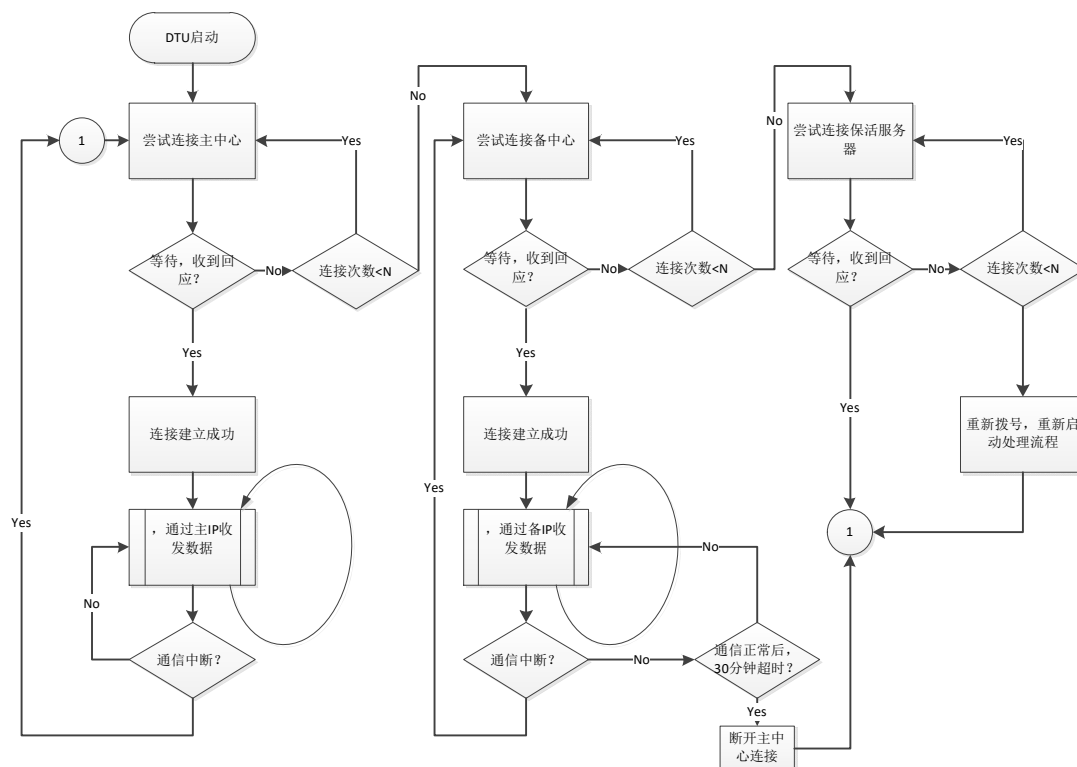 DTU启动
1
尝试连接主中心
Yes
No
等待，收到回
应？
No
连接次数<N
Yes
连接建立成功
，通过主IP收
发数据
No
通信中断？
Yes
尝试连接备中心
Yes
No
等待，收到回
应？
No
连接次数<N
Yes
连接建立成功
，通过备IP收
发数据
No
通信中断？
No
通信正常后，
30分钟超时？
Yes
Yes
断开主中
心连接
尝试连接保活服务
器
Yes
等待，收到回
应？
No
连接次数<N
Yes
重新拨号，重新启
动处理流程
1